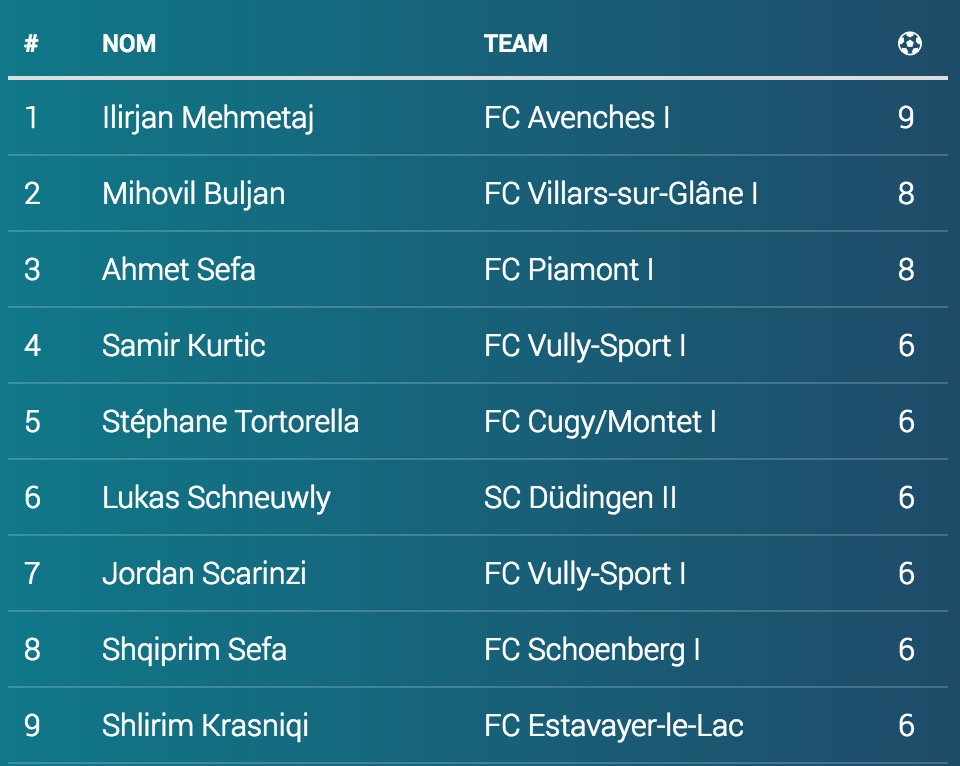 # NOM TEAM
1 Ilirjan Mehmetaj FC Avenches I 9
2 Mihovil Buljan FC Villars-sur-Glâne I 8
3 Ahmet Sefa FC Piamont I 8
4 Samir Kurtic FC Vully-Sport I 6
5 Stéphane Tortorella FC Cugy/Montet I 6
6 Lukas Schneuwly SC Düdingen II 6
7 Jordan Scarinzi FC Vully-Sport I 6
8 Shqiprim Sefa FC Schoenberg I 6
9 Shlirim Krasniqi FC Estavayer-le-Lac 6